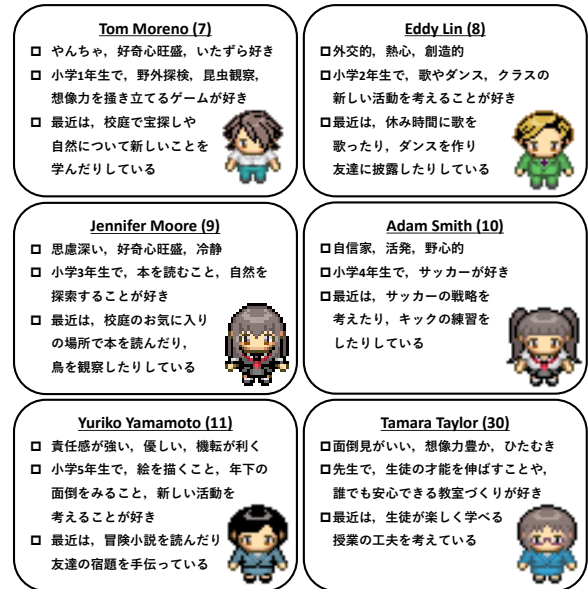 Tom Moreno (7)
□ やんちゃ，好奇心旺盛，いたずら好き
□ 小学1年生で，野外探検，昆虫観察，
想像力を掻き立てるゲームが好き
□ 最近は，校庭で宝探しや
自然について新しいことを
学んだりしている
Eddy Lin (8)
□外交的，熱心，創造的
□小学2年生で，歌やダンス，クラスの
新しい活動を考えることが好き
□最近は，休み時間に歌を
歌ったり，ダンスを作り
友達に披露したりしている
Jennifer Moore (9)
□ 思慮深い，好奇心旺盛，冷静
□ 小学3年生で，本を読むこと，自然を
探索することが好き
□ 最近は，校庭のお気に入り
の場所で本を読んだり，
鳥を観察したりしている
Adam Smith (10)
□自信家，活発，野心的
□小学4年生で，サッカーが好き
□最近は，サッカーの戦略を
考えたり，キックの練習を
したりしている
Yuriko Yamamoto (11)
□ 責任感が強い，優しい，機転が利く
□ 小学5年生で，絵を描くこと，年下の
面倒をみること，新しい活動を
考えることが好き
□ 最近は，冒険小説を読んだり
友達の宿題を手伝っている
Tamara Taylor (30)
□面倒見がいい，想像力豊か，ひたむき
□先生で，生徒の才能を伸ばすことや，
誰でも安心できる教室づくりが好き
□最近は，生徒が楽しく学べる
授業の工夫を考えている